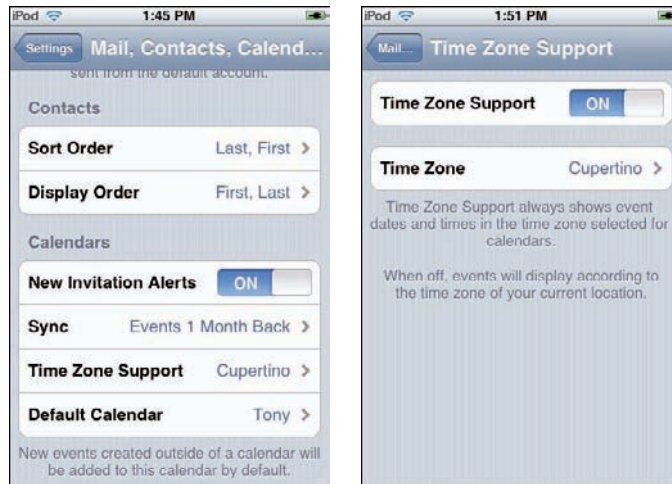 iPod 1:45 PM
Settings Mail, Contacts, Calend...
sent from the default account.
Contacts
Sort Order Last, First >
Display Order First, Last >
Calendars
New Invitation Alerts ON
Sync Events 1 Month Back >
Time Zone Support Cupertino >
Default Calendar Tony >
New events created outside of a calendar will
be added to this calendar by default.
iPod 1:51 PM
Mail... Time Zone Support
Time Zone Support ON
Time Zone Cupertino >
Time Zone Support always shows event
dates and times in the time zone selected for
calendars.
When off, events will display according to
the time zone of your current location.